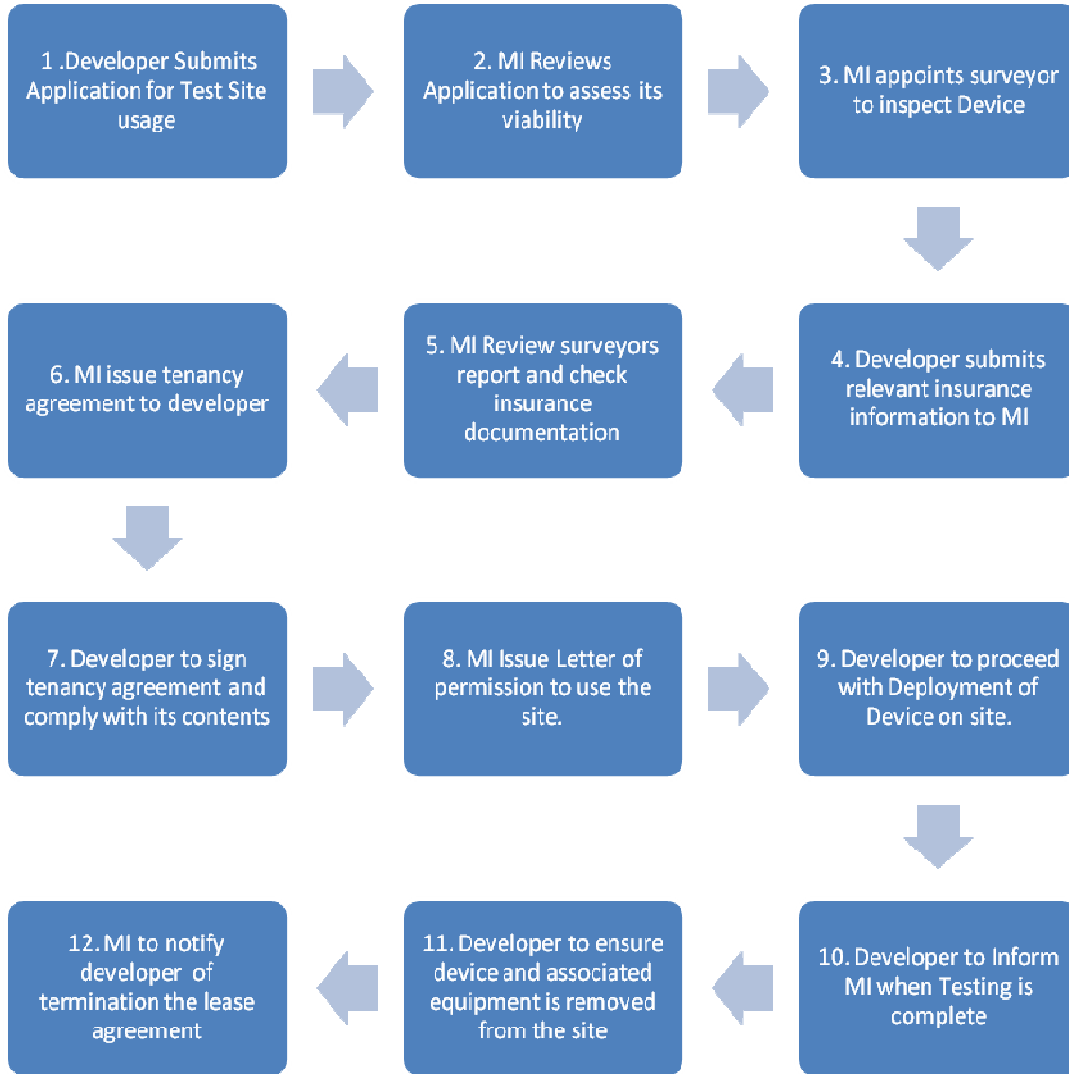 1 .Developer Submits
Application for Test Site
usage
2. MI Reviews
Application to assess its
viability
3. MI appoints surveyor
to inspect Device
4. Developer submits
relevant insurance
information to MI
5. MI Review surveyors
report and check
insurance
documentation
6. MI issue tenancy
agreement to developer
7. Developer to sign
tenancy agreement and
comply with its contents
8. MI Issue Letter of
permission to use the
site.
9. Developer to proceed
with Deployment of
Device on site.
10. Developer to Inform
MI when Testing is
complete
11. Developer to ensure
device and associated
equipment is removed
from the site
12. MI to notify
developer of
termination the lease
agreement